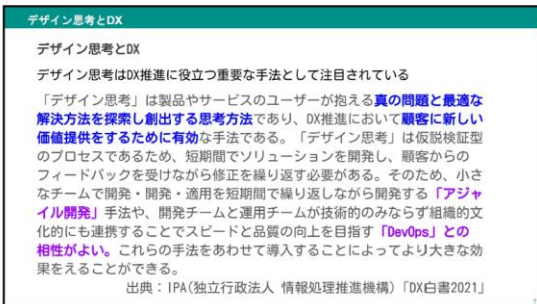 デザイン思考とDX
デザイン思考とDX
デザイン思考はDX推進に役立つ重要な手法として注目されている
「デザイン思考」は製品やサービスのユーザーが抱える真の問題と最適な
解決方法を探索し創出する思考方法であり、DX推進において顧客に新しい
価値提供をするために有効な手法である。「デザイン思考」は仮説検証型
のプロセスであるため、短期間でソリューションを開発し、顧客からの
フィードバックを受けながら修正を繰り返す必要がある。そのため、小さ
なチームで開発・開発・適用を短期間で繰り返しながら開発する「アジャ
イル開発」手法や、開発チームと運用チームが技術的のみならず組織的文
化的にも連携することでスピードと品質の向上を目指す「DevOps」との
相性がよい。これらの手法をあわせて導入することによってより大きな効
果をえることができる。
出典：IPA(独立行政法人 情報処理推進機構)「DX白書2021」